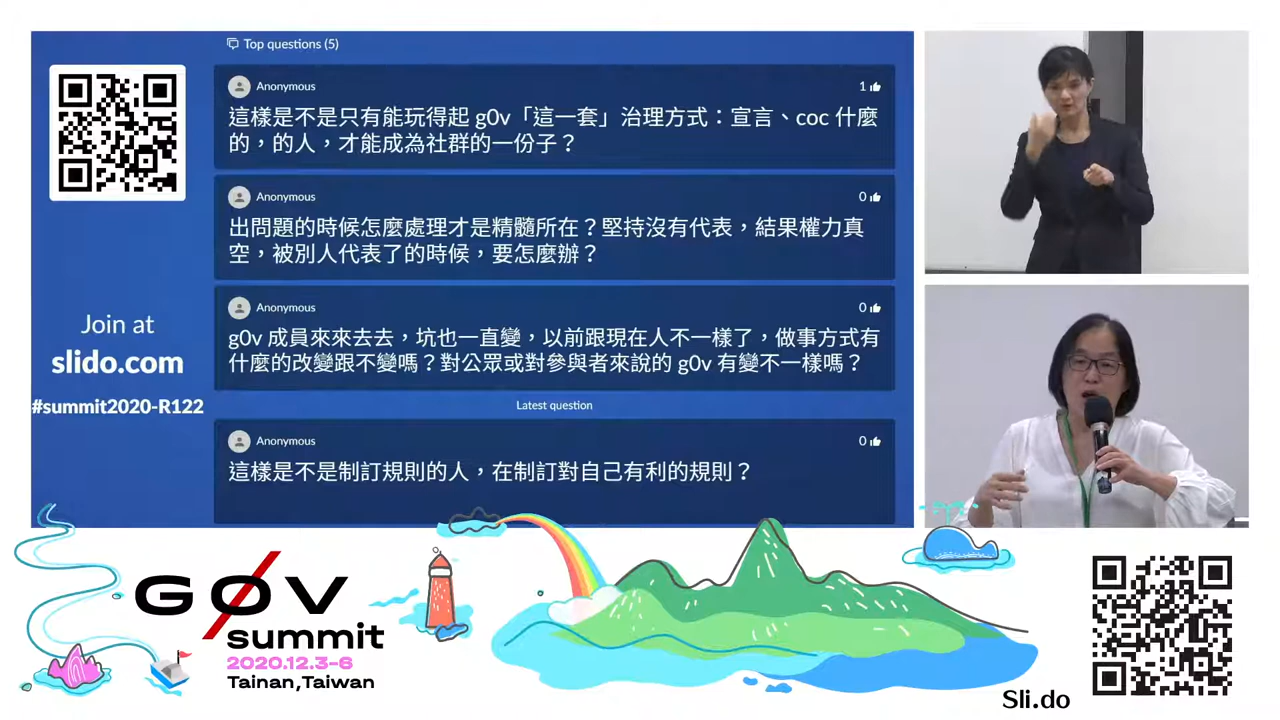 Top questions (5)
Anonymous
1
這樣是不是只有能玩得起 g0v「這一套」治理方式：宣言、coc 什麼
的，的人，才能成為社群的一份子？
Anonymous
0
出問題的時候怎麼處理才是精髓所在？堅持沒有代表，結果權力真
空，被別人代表了的時候，要怎麼辦？
Anonymous
0
g0v 成員來來去去，坑也一直變，以前跟現在人不一樣了，做事方式有
什麼的改變跟不變嗎？對公眾或對參與者來說的 g0v 有變不一樣嗎？
Latest question
Anonymous
0
這樣是不是制訂規則的人，在制訂對自己有利的規則？
Join at
slido.com
#summit2020-R122
G0V
summit
2020.12.3-6
Tainan,Taiwan
Sli.do